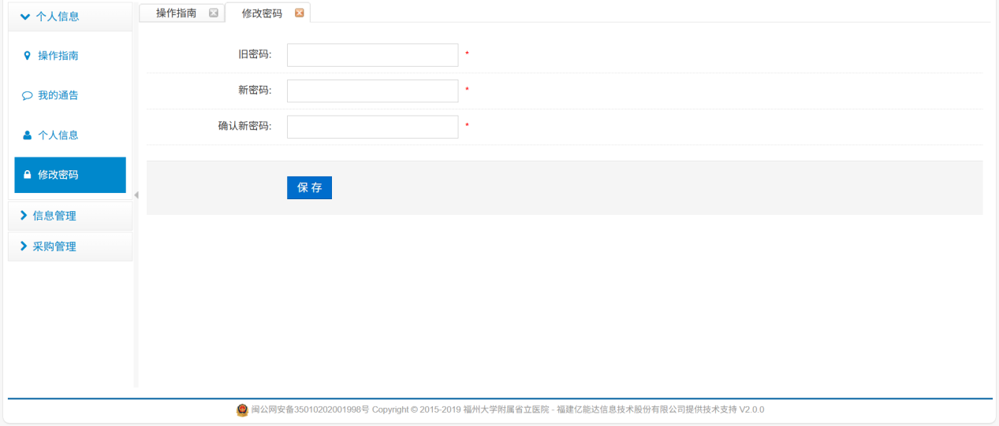 个人信息
操作指南
我的通告
个人信息
修改密码
信息管理
采购管理
操作指南 修改密码
旧密码: *
新密码: *
确认新密码: *
保 存
闽公网安备35010202001998号 Copyright © 2015-2019 福州大学附属省立医院 - 福建亿能达信息技术股份有限公司提供技术支持 V2.0.0